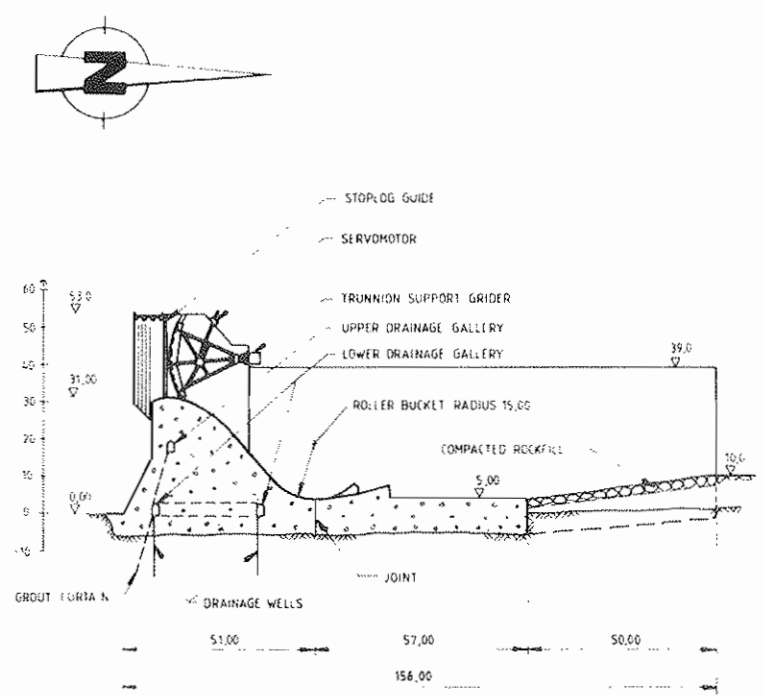 N
STOPLOG GUIDE
SERVOMOTOR
TRUNNION SUPPORT GRIDER
UPPER DRAINAGE GALLERY
LOWER DRAINAGE GALLERY
60
53,0
50
40
39,0
31,00
30
ROLLER BUCKET RADIUS 15,00
20
COMPACTED ROCKFILL
10
10,0
5,00
0,00
0
-10
JOINT
GROUT CURTAIN
DRAINAGE WELLS
51,00 57,00 50,00
156,00